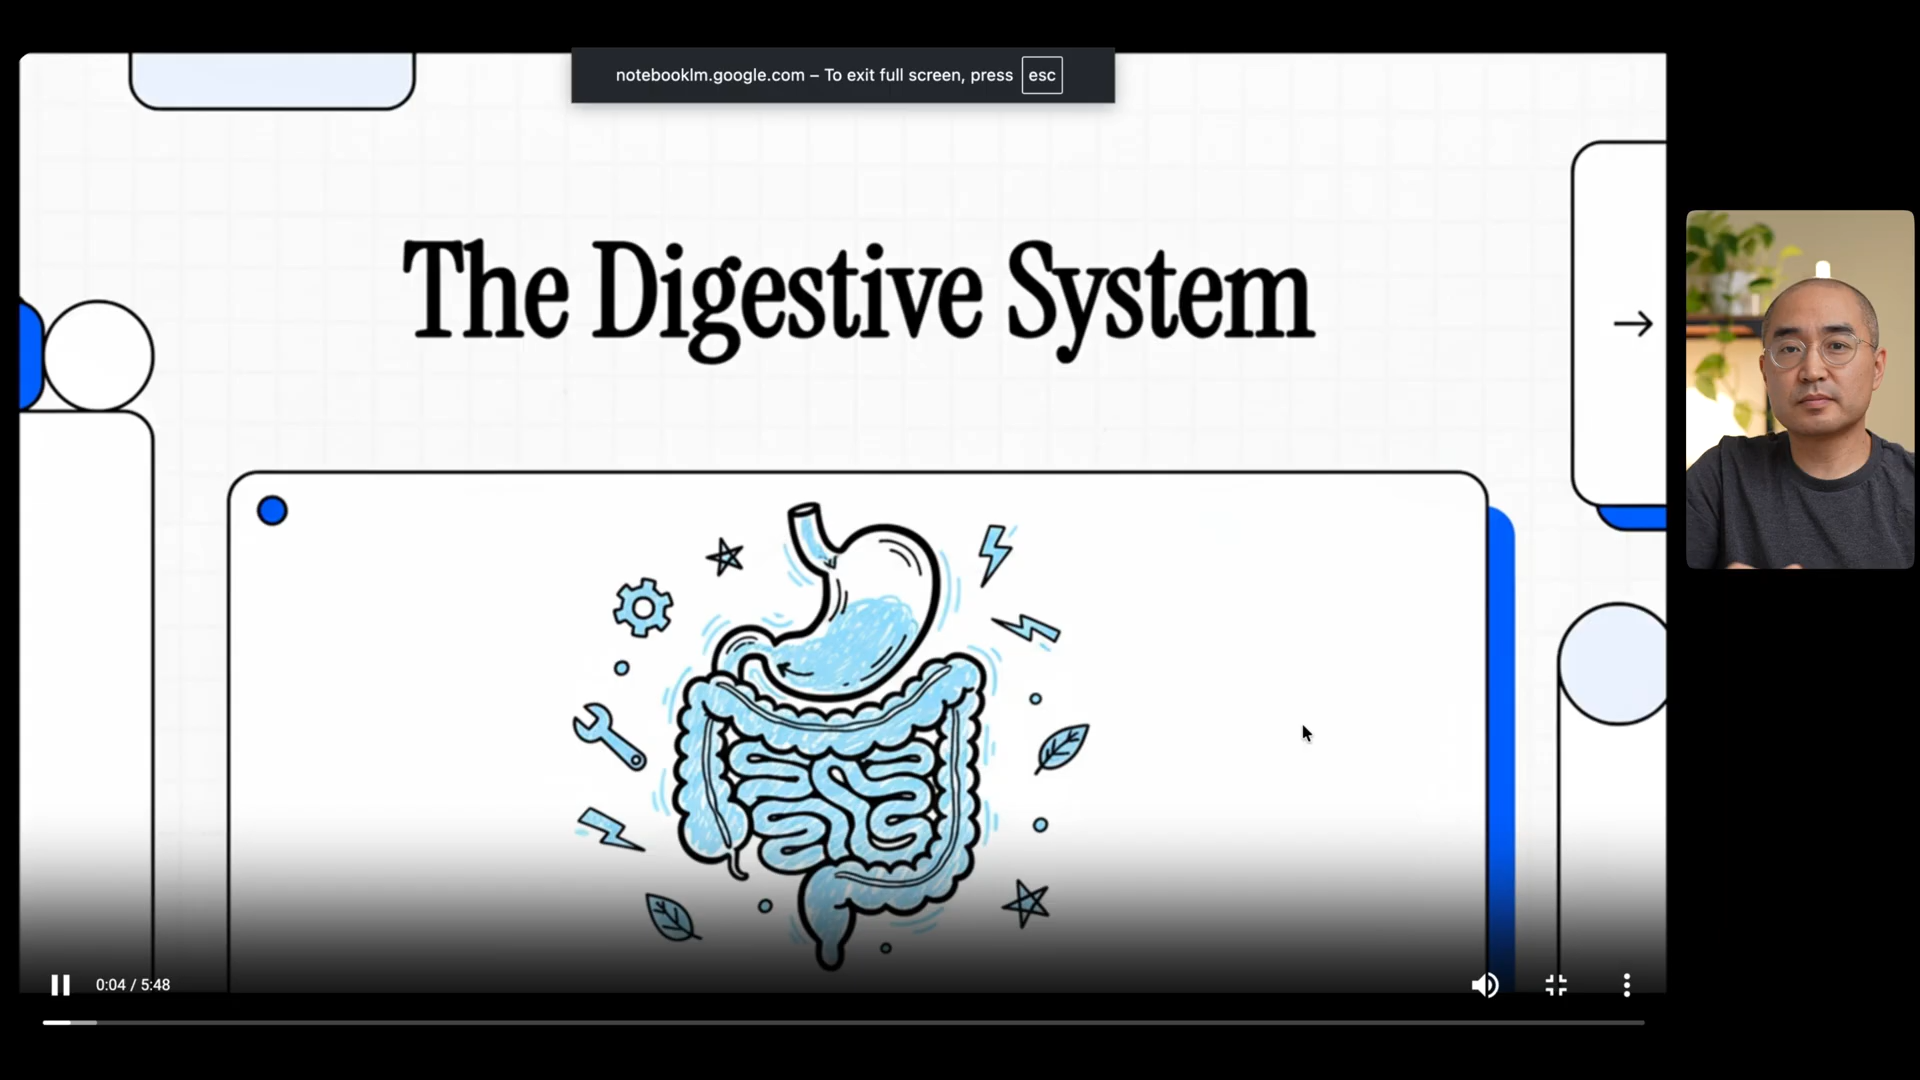 notebooklm.google.com – To exit full screen, press esc
The Digestive System
0:04 / 5:48